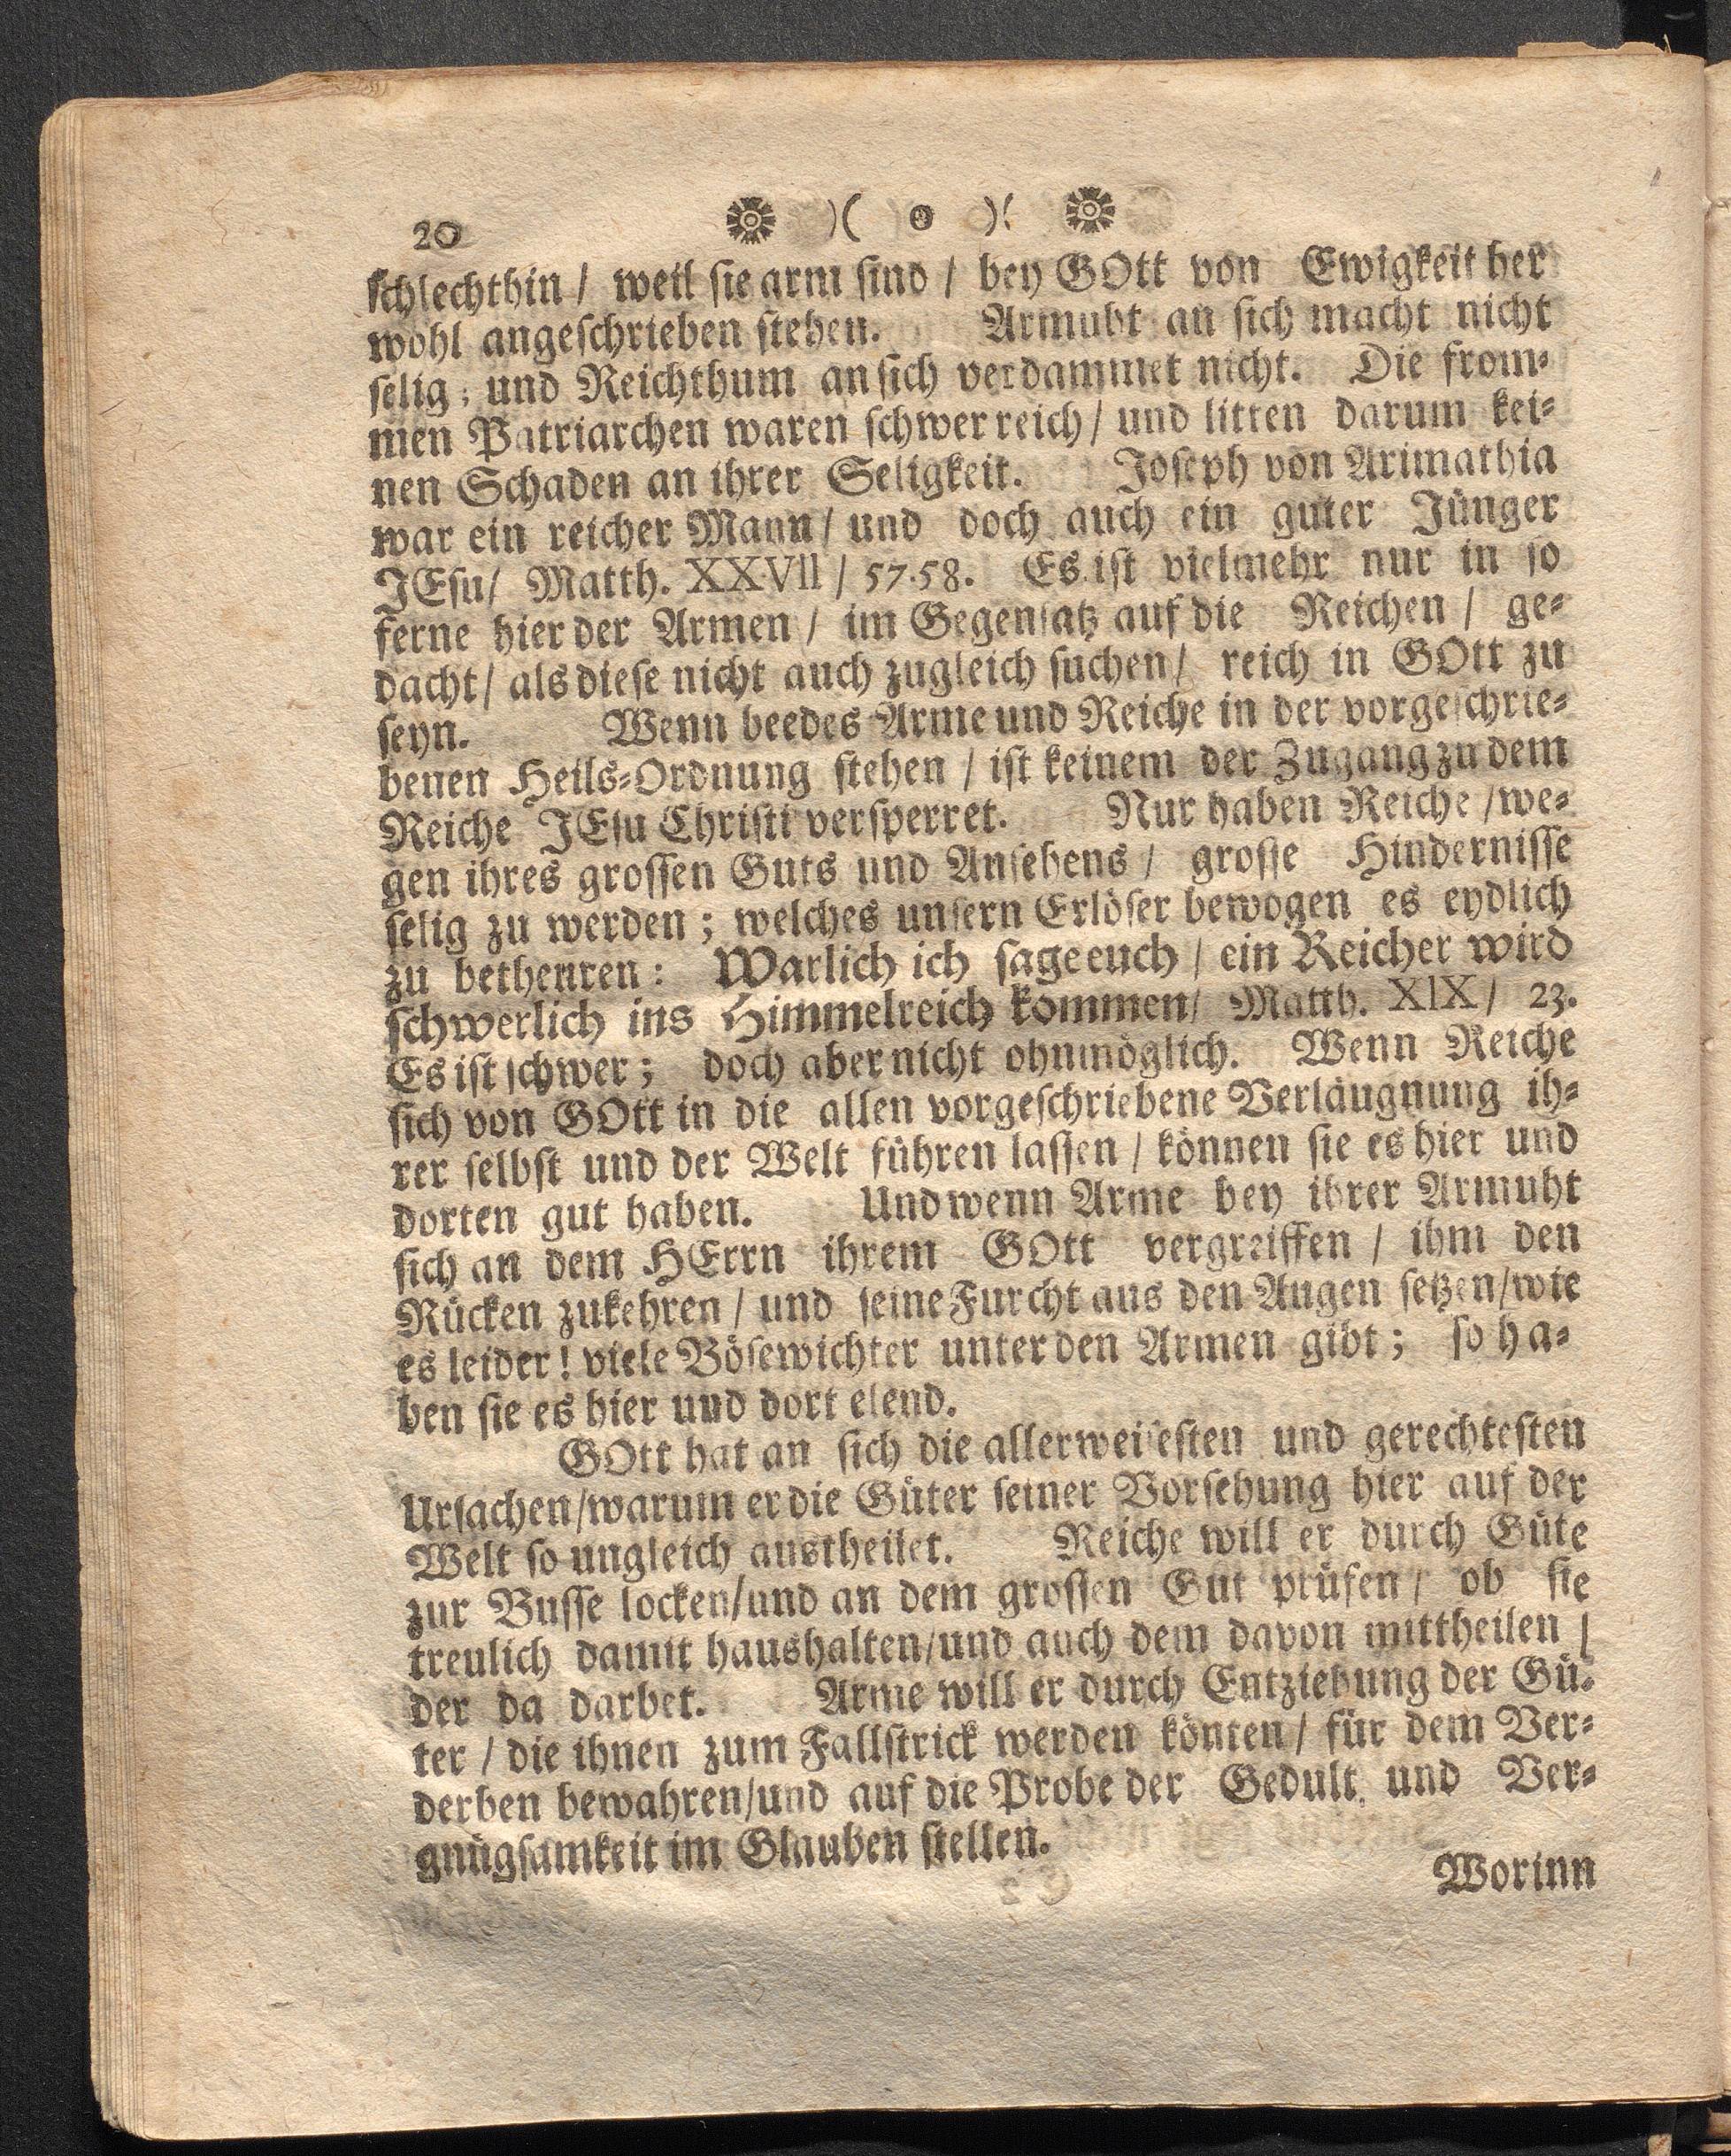 20 )( o )(
schlechthin / weil sie arm sind / bey GOtt von Ewigkeit her
wohl angeschrieben stehen. Armuht an sich macht nicht
selig; und Reichthum an sich verdammet nicht. Die from-
men Patriarchen waren schwer reich / und litten darum kei-
nen Schaden an ihrer Seligkeit. Joseph von Arimathia
war ein reicher Mann / und doch auch ein guter Jünger
JEsu / Matth. XXVII / 57. 58. Es ist vielmehr nur in so
ferne hier der Armen / im Gegensatz auf die Reichen / ge-
dacht / als diese nicht auch zugleich suchen / reich in GOtt zu
seyn. Wenn beedes Arme und Reiche in der vorgeschrie-
benen Heils-Ordnung stehen / ist keinem der Zugang zu dem
Reiche JEsu Christi versperret. Nur haben Reiche / we-
gen ihres grossen Guts und Ansehens / grosse Hindernisse
selig zu werden; welches unsern Erlöser bewogen es eydlich
zu betheuren: Warlich ich sage euch / ein Reicher wird
schwerlich ins Himmelreich kommen / Matth. XIX / 23.
Es ist schwer; doch aber nicht ohnmöglich. Wenn Reiche
sich von GOtt in die allen vorgeschriebene Verläugnung ih-
rer selbst und der Welt führen lassen / können sie es hier und
dorten gut haben. Und wenn Arme bey ihrer Armuht
sich an dem HErrn ihrem GOtt vergreiffen / ihm den
Rücken zukehren / und seine Furcht aus den Augen setzen / wie
es leider! viele Bösewichter unter den Armen gibt; so ha-
ben sie es hier und dort elend.
GOtt hat an sich die allerweisesten und gerechtesten
Ursachen / warum er die Güter seiner Vorsehung hier auf der
Welt so ungleich austheilet. Reiche will er durch Güte
zur Busse locken / und an dem grossen Gut prüfen / ob sie
treulich damit haushalten / und auch dem davon mittheilen /
der da darbet. Arme will er durch Entziehung der Gü-
ter / die ihnen zum Fallstrick werden könten / für dem Ver-
derben bewahren / und auf die Probe der Gedult und Ver-
gnügsamkeit im Glauben stellen.
Worinn